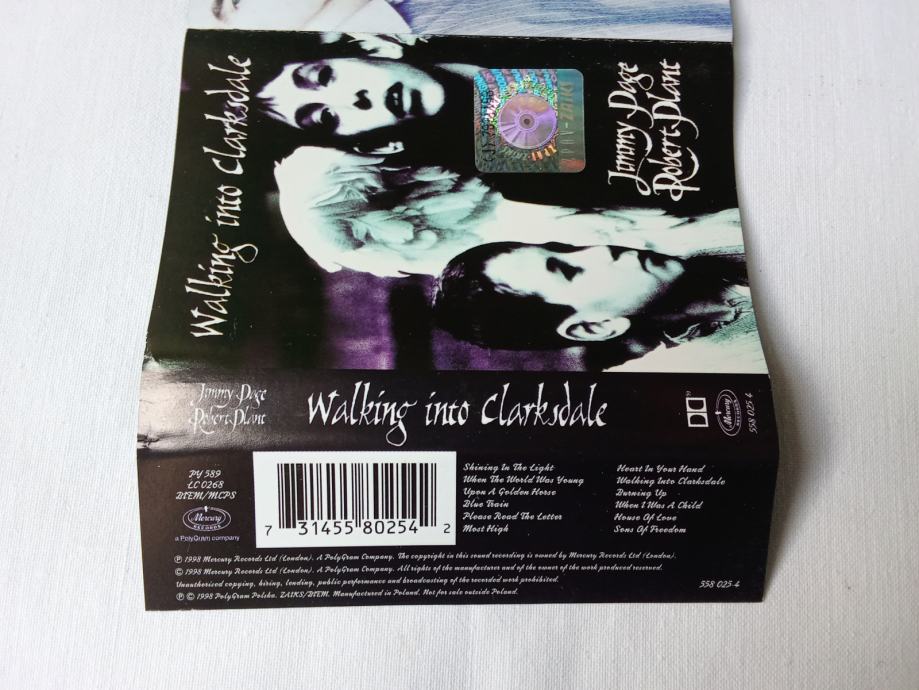 Walking into Clarksdale
Jimmy Page
Robert Plant
Jimmy Page
Robert Plant
Walking into Clarksdale
Mercury
RECORDS
558 025 4
PY 589
LC 0268
BIEM/MCPS
Mercury
RECORDS
a PolyGram company
7 31455 80254 2
Shining In The Light
When The World Was Young
Upon A Golden Horse
Blue Train
Please Read The Letter
Most High
Heart In Your Hand
Walking Into Clarksdale
Burning Up
When I Was A Child
House Of Love
Sons Of Freedom
℗ 1998 Mercury Records Ltd (London). A PolyGram Company. The copyright in this sound recording is owned by Mercury Records Ltd (London).
© 1998 Mercury Records Ltd (London). A PolyGram Company. All rights of the manufacturer and of the owner of the work produced reserved.
Unauthorised copying, hiring, lending, public performance and broadcasting of the recorded work prohibited.
℗ © 1998 PolyGram Polska. ZAIKS/BIEM. Manufactured in Poland. Not for sale outside Poland.
558 025-4